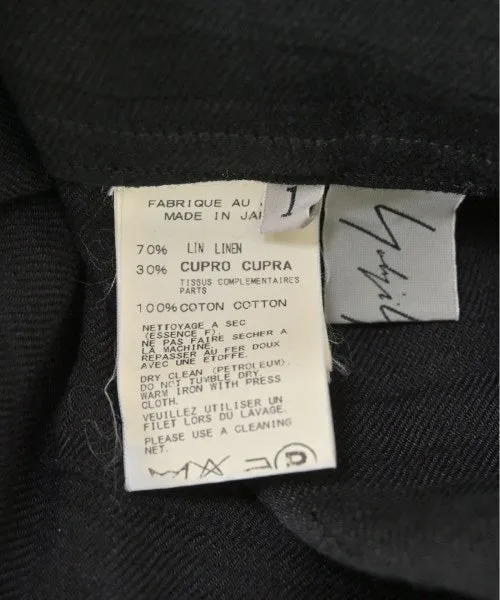 FABRIQUE AU
MADE IN JAP
1
70% LIN LINEN
30% CUPRO CUPRA
TISSUS COMPLEMENTAIRES
PARTS
100% COTON COTTON
NETTOYAGE A SEC
(ESSENCE F).
NE PAS FAIRE SECHER A
LA MACHINE.
REPASSER AU FER DOUX
AVEC UNE ETOFFE.
DRY CLEAN (PETROLEUM).
DO NOT TUMBLE DRY.
WARM IRON WITH PRESS
CLOTH.
VEUILLEZ UTILISER UN
FILET LORS DU LAVAGE.
PLEASE USE A CLEANING
NET.